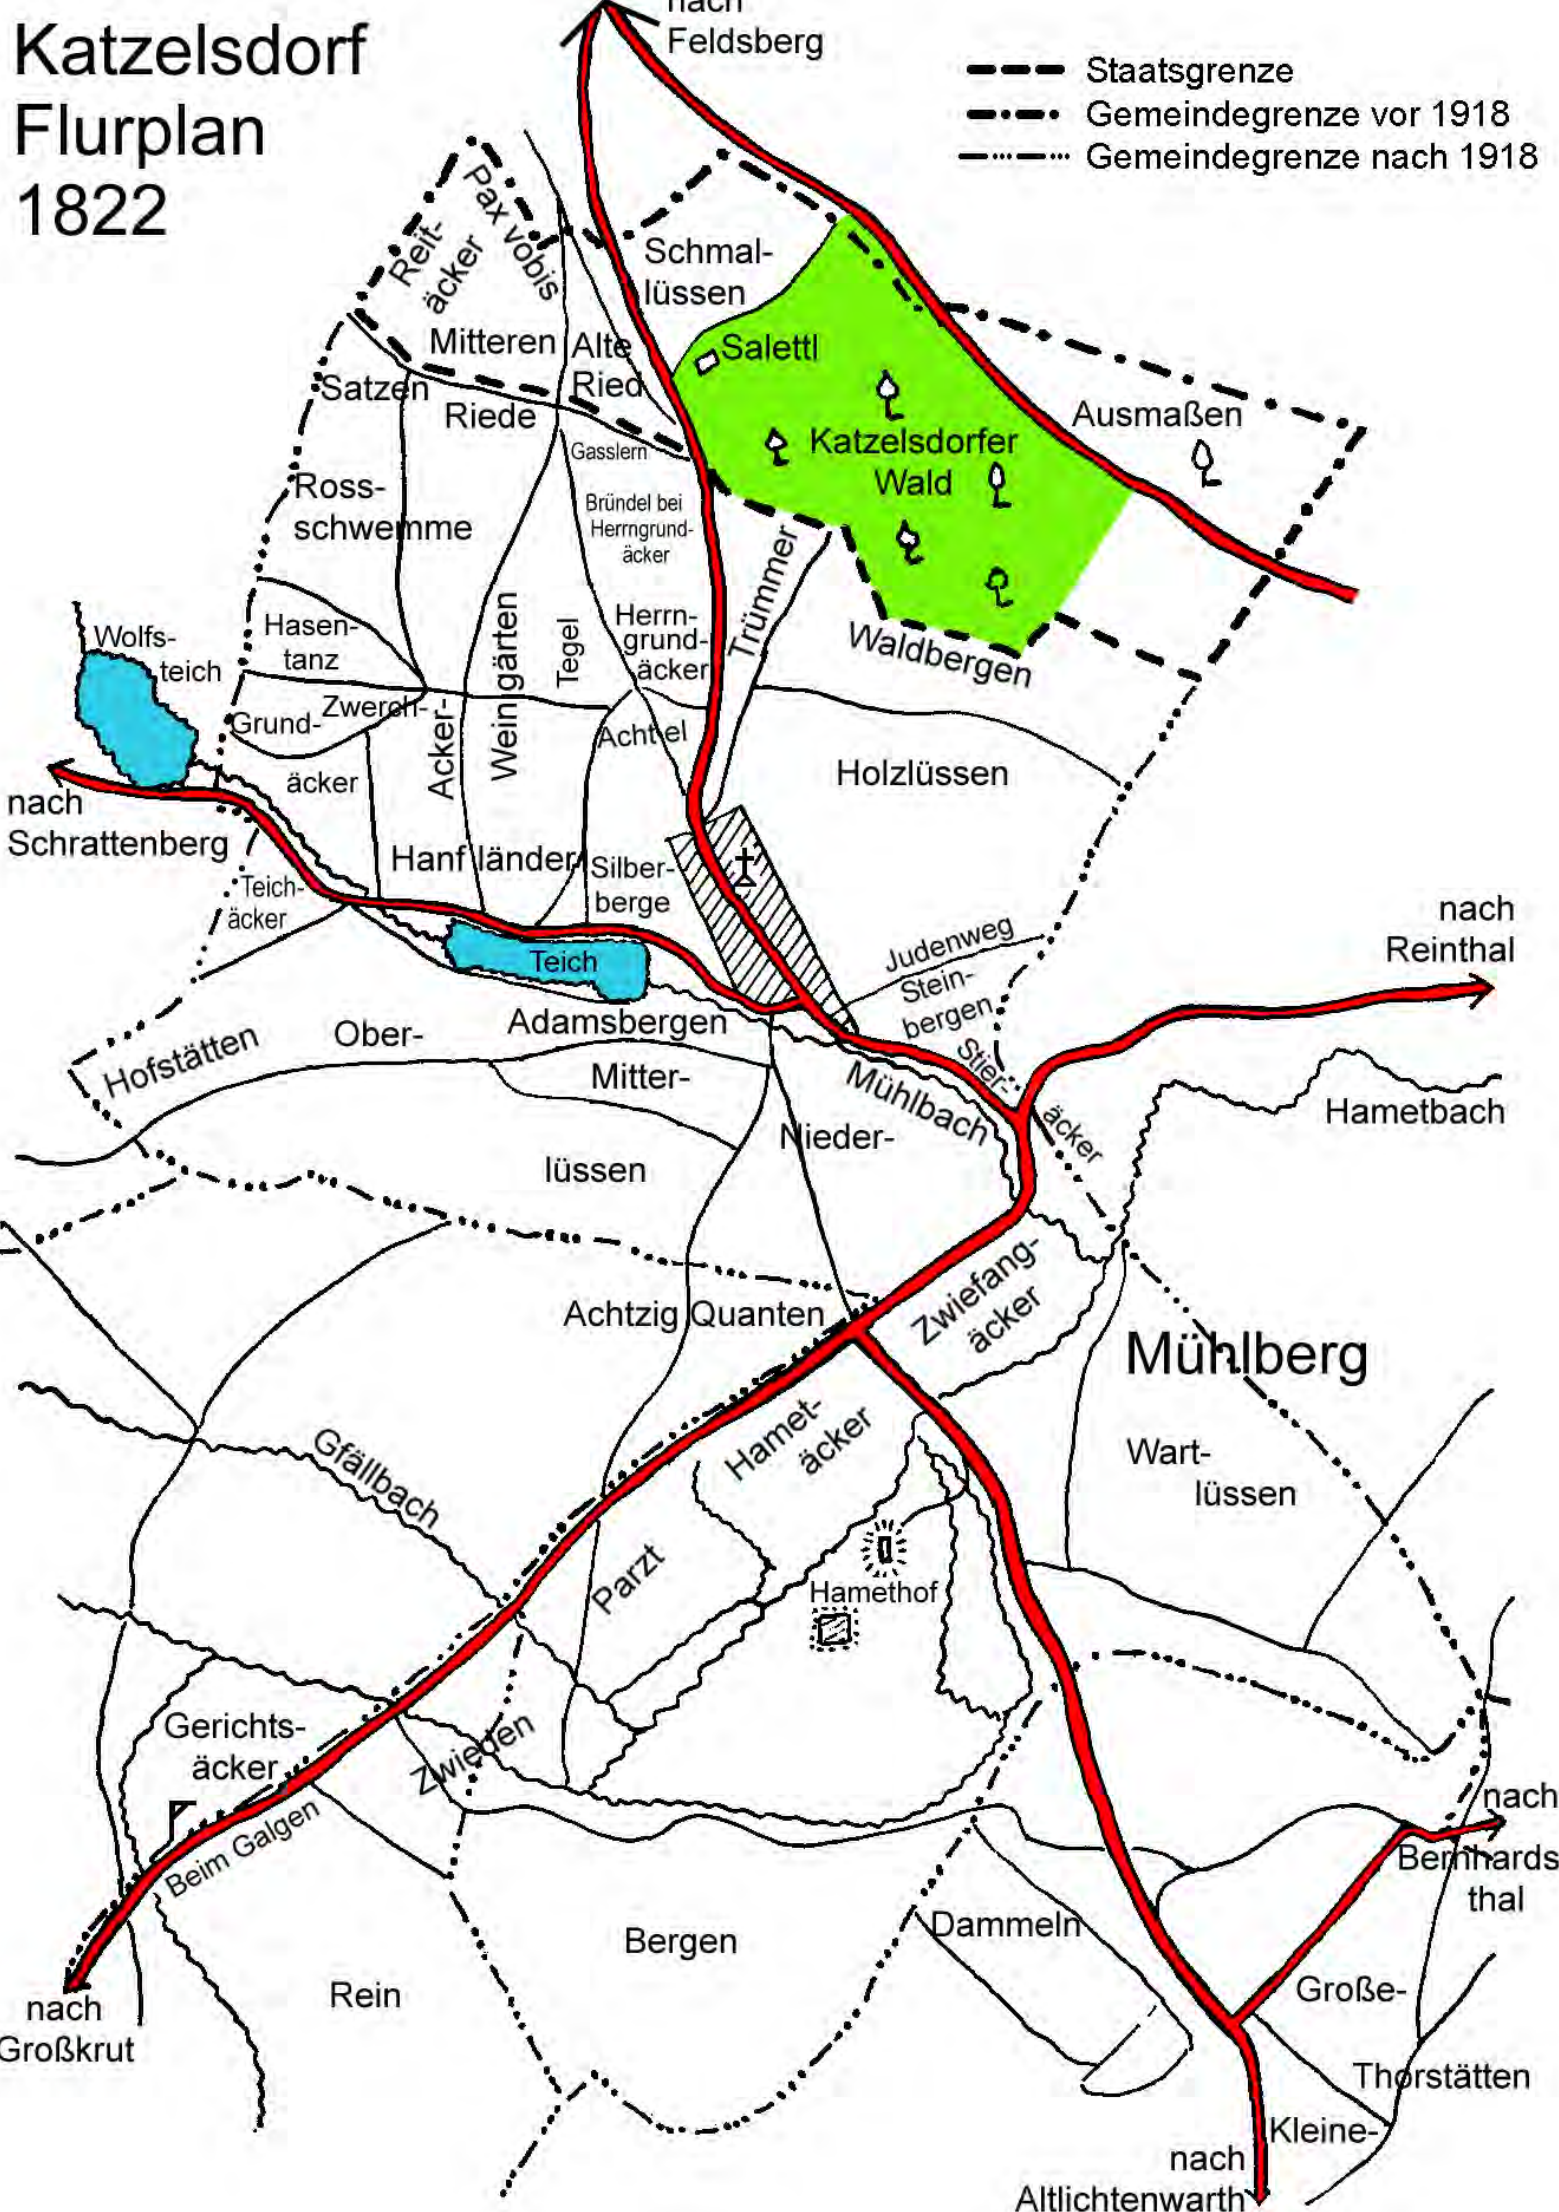 Katzelsdorf
Flurplan
1822
nach
Feldsberg
Staatsgrenze
Gemeindegrenze vor 1918
Gemeindegrenze nach 1918
Pax vobis
Reit-
äcker
Schmal-
lüssen
Mitteren
Alte
Ried
Salettl
Satzen
Riede
Gasslern
Katzelsdorfer
Wald
Ausmaßen
Ross-
schwemme
Bründel bei
Herrngrund-
äcker
Trümmer
Wolfs-
teich
Hasen-
tanz
Weingärten
Tegel
Herrn-
grund-
äcker
Waldbergen
Grund-
Zwerch-
äcker
Acker-
Achtel
Holzlüssen
nach
Schrattenberg
Hanfländer
Silber-
berge
Teich-
äcker
Teich
Judenweg
Stein-
bergen
nach
Reinthal
Hofstätten
Ober-
Adamsbergen
Mitter-
Mühlbach
Stier-
äcker
Hametbach
Nieder-
lüssen
Achtzig Quanten
Zwiefang-
äcker
Mühlberg
Hamet-
äcker
Gfällbach
Wart-
lüssen
Parzt
Hamethof
Gerichts-
äcker
Zwieden
Beim Galgen
nach
Bernhards
thal
Dammeln
Bergen
Rein
nach
Großkrut
Große-
Thorstätten
Kleine-
nach
Altlichtenwarth